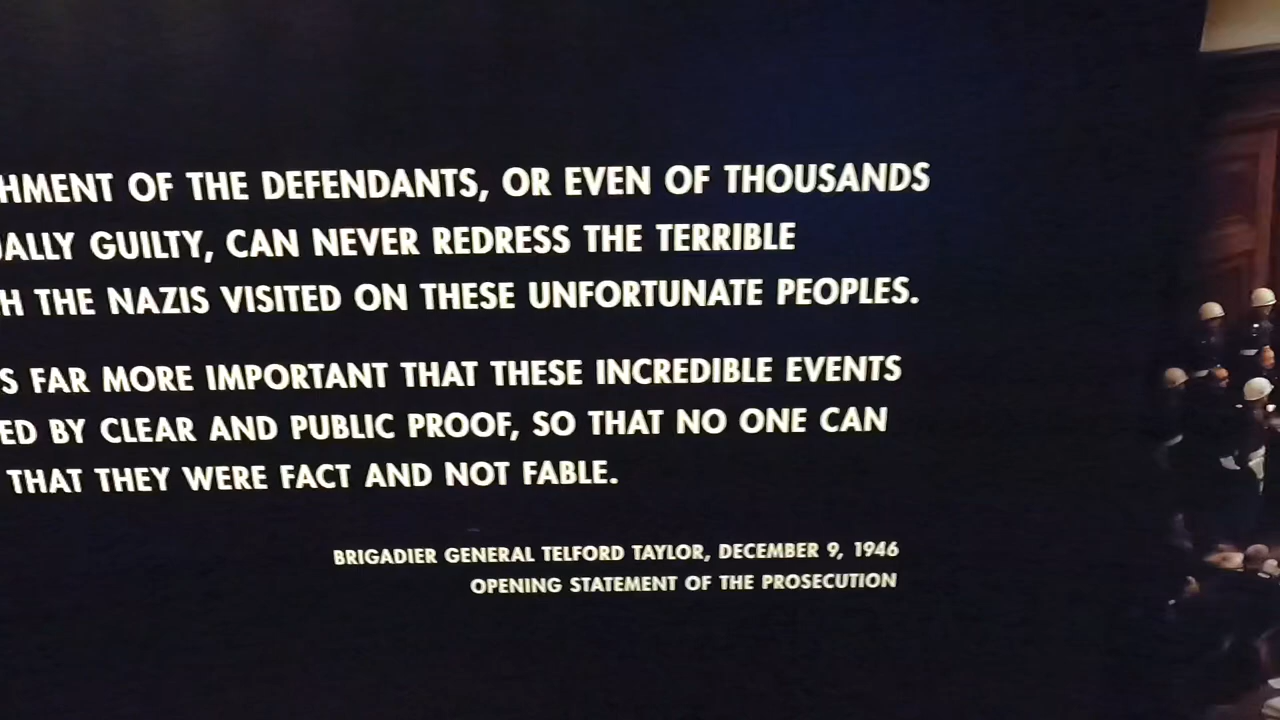 HMENT OF THE DEFENDANTS, OR EVEN OF THOUSANDS
ALLY GUILTY, CAN NEVER REDRESS THE TERRIBLE
H THE NAZIS VISITED ON THESE UNFORTUNATE PEOPLES.
S FAR MORE IMPORTANT THAT THESE INCREDIBLE EVENTS
ED BY CLEAR AND PUBLIC PROOF, SO THAT NO ONE CAN
THAT THEY WERE FACT AND NOT FABLE.
BRIGADIER GENERAL TELFORD TAYLOR, DECEMBER 9, 1946
OPENING STATEMENT OF THE PROSECUTION